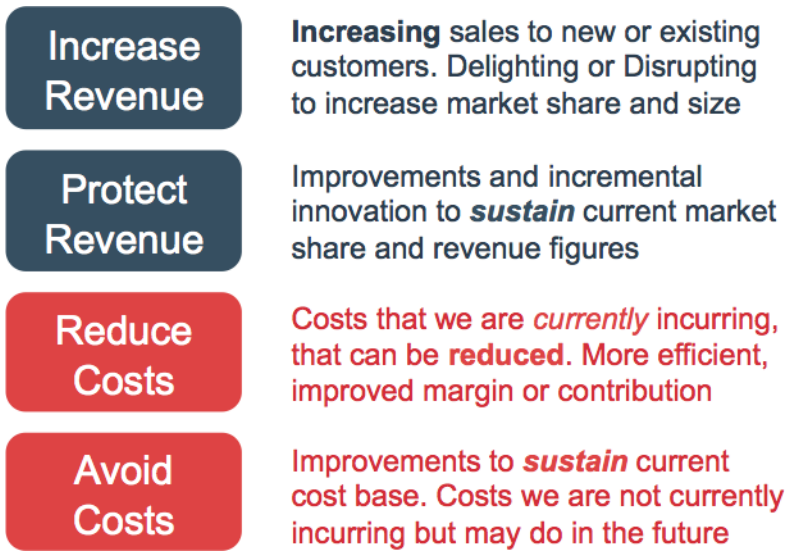 Increase
Revenue
Increasing sales to new or existing
customers. Delighting or Disrupting
to increase market share and size
Protect
Revenue
Improvements and incremental
innovation to sustain current market
share and revenue figures
Reduce
Costs
Costs that we are currently incurring,
that can be reduced. More efficient,
improved margin or contribution
Avoid
Costs
Improvements to sustain current
cost base. Costs we are not currently
incurring but may do in the future